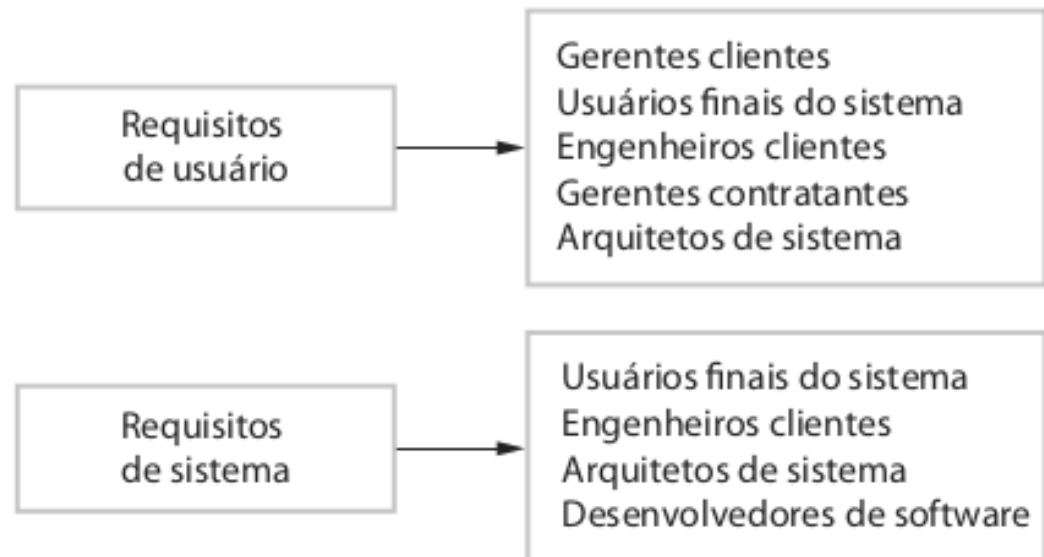 Requisitos
de usuário
Gerentes clientes
Usuários finais do sistema
Engenheiros clientes
Gerentes contratantes
Arquitetos de sistema
Requisitos
de sistema
Usuários finais do sistema
Engenheiros clientes
Arquitetos de sistema
Desenvolvedores de software